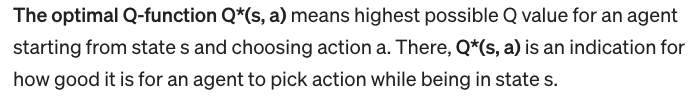 The optimal Q-function Q*(s, a) means highest possible Q value for an agent
starting from state s and choosing action a. There, Q*(s, a) is an indication for
how good it is for an agent to pick action while being in state s.